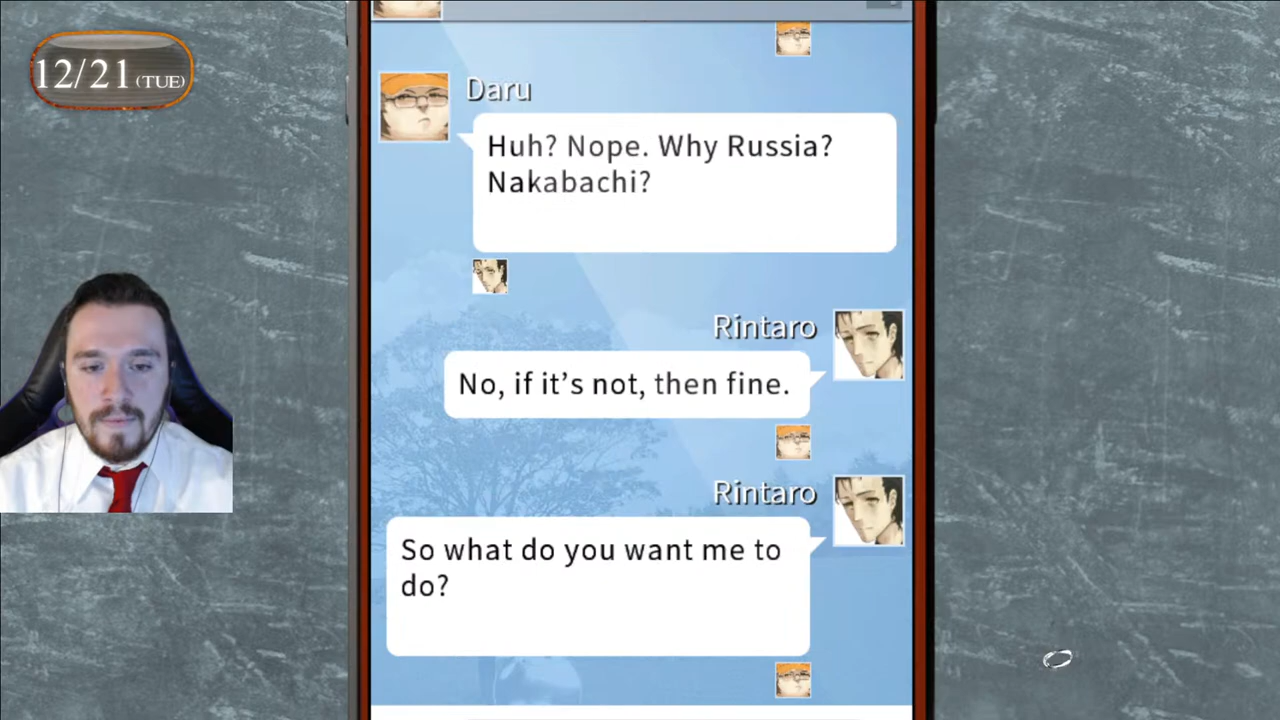 12/21 (TUE)
Daru
Huh? Nope. Why Russia?
Nakabachi?
Rintaro
No, if it’s not, then fine.
Rintaro
So what do you want me to
do?